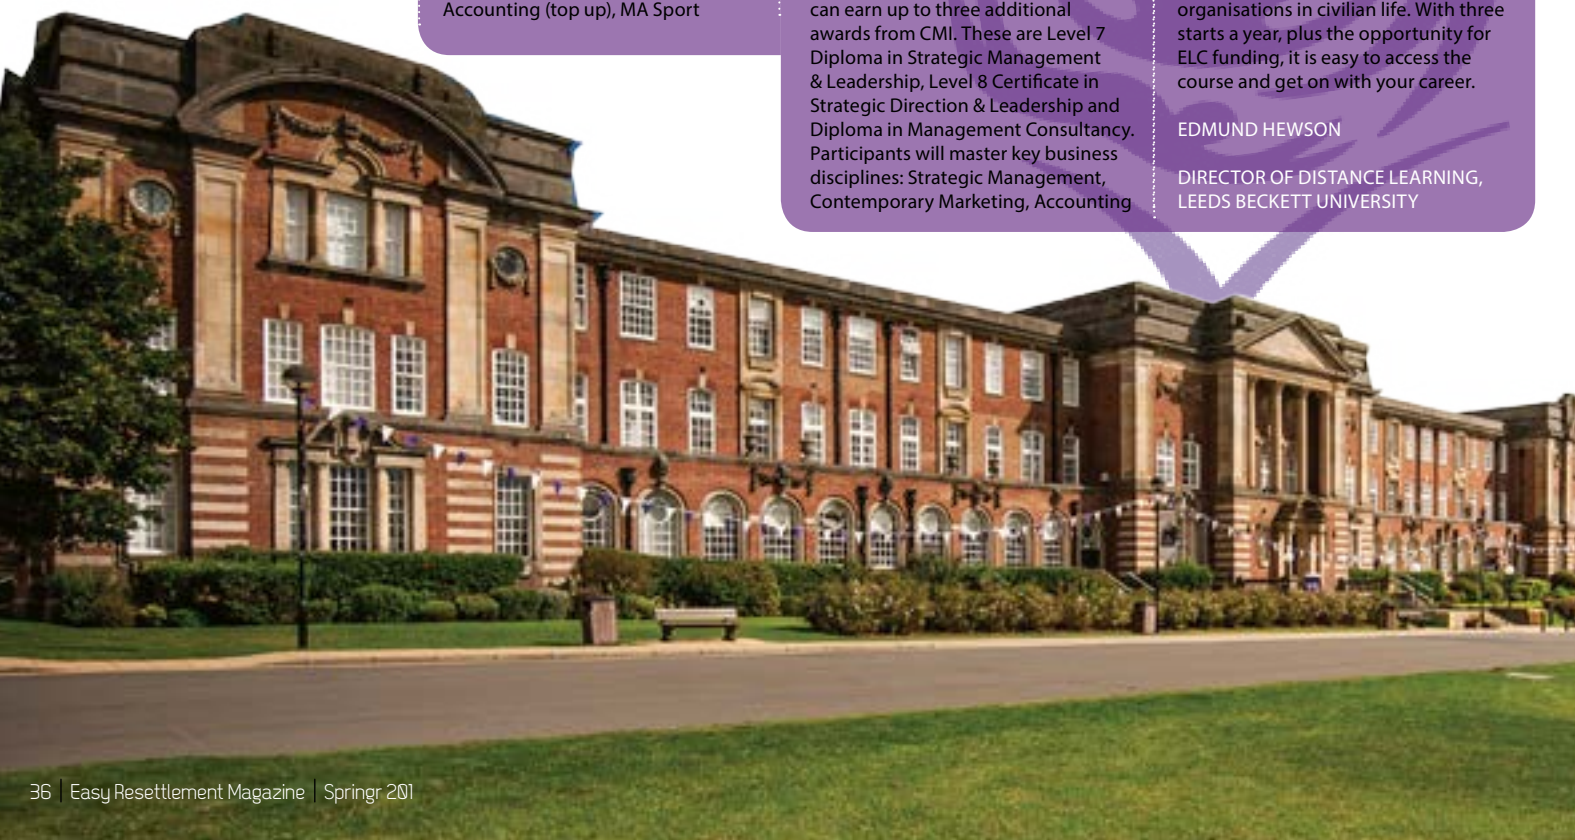 Accounting (top up), MA Sport
can earn up to three additional
awards from CMI. These are Level 7
Diploma in Strategic Management
& Leadership, Level 8 Certificate in
Strategic Direction & Leadership and
Diploma in Management Consultancy.
Participants will master key business
disciplines: Strategic Management,
Contemporary Marketing, Accounting
organisations in civilian life. With three
starts a year, plus the opportunity for
ELC funding, it is easy to access the
course and get on with your career.
EDMUND HEWSON
DIRECTOR OF DISTANCE LEARNING,
LEEDS BECKETT UNIVERSITY
36 | Easy Resettlement Magazine | Springr 201